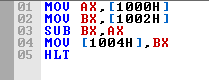 01 MOV AX,[1000H]
02 MOV BX,[1002H]
03 SUB BX,AX
04 MOV [1004H],BX
05 HLT